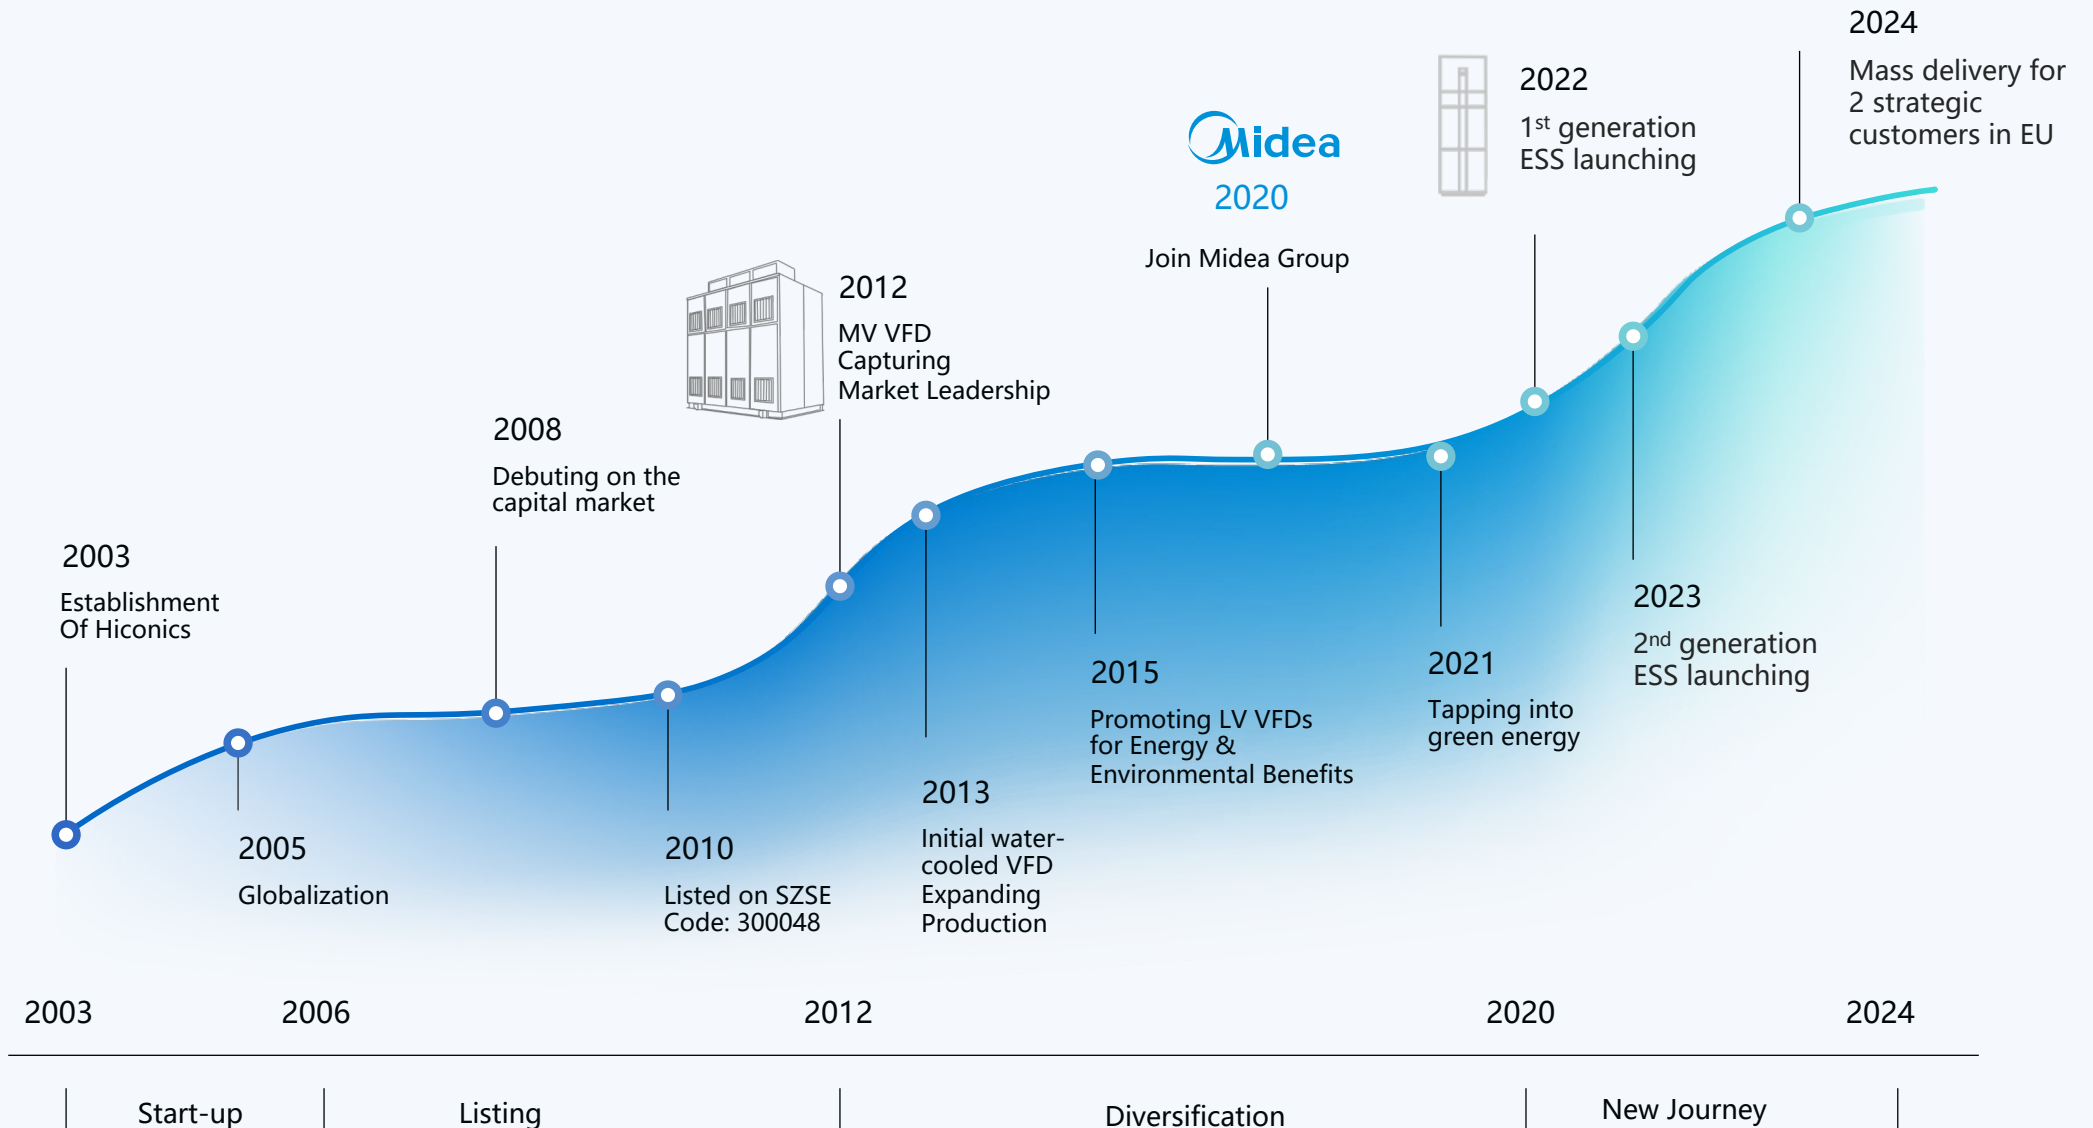 2003
Establishment
Of Hiconics
2005
Globalization
2008
Debuting on the
capital market
2010
Listed on SZSE
Code: 300048
2012
MV VFD
Capturing
Market Leadership
2013
Initial water-
cooled VFD
Expanding
Production
2015
Promoting LV VFDs
for Energy &
Environmental Benefits
Midea
2020
Join Midea Group
2021
Tapping into
green energy
2022
1st generation
ESS launching
2023
2nd generation
ESS launching
2024
Mass delivery for
2 strategic
customers in EU
2003 2006 2012 2020 2024
Start-up Listing Diversification New Journey